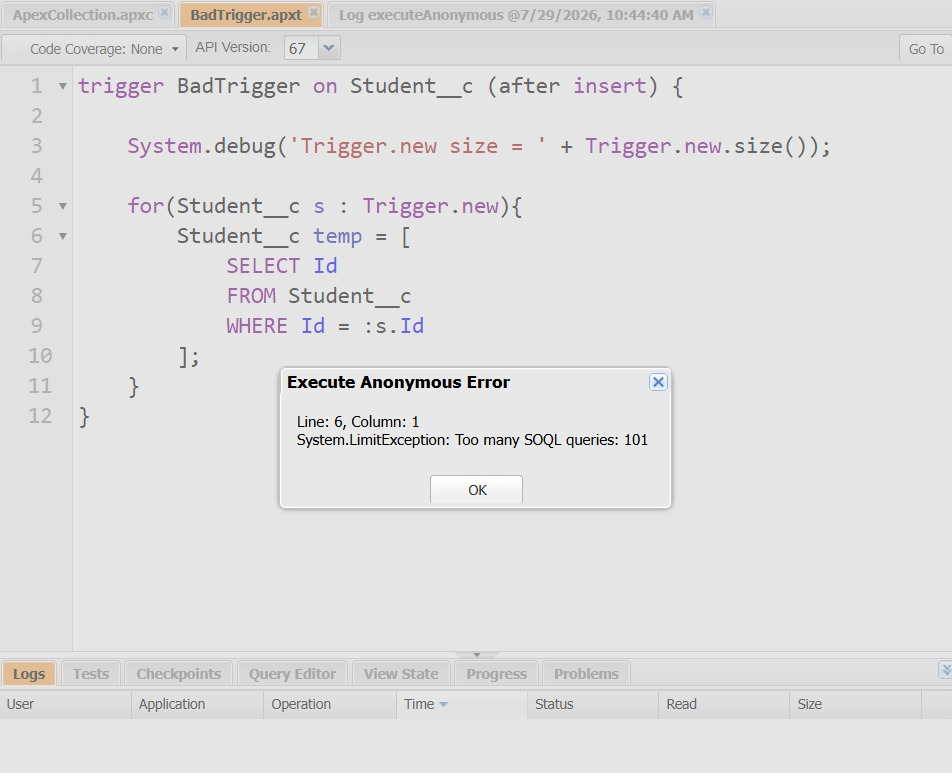 ApexCollection.apxc BadTrigger.apxt Log executeAnonymous @7/29/2026, 10:44:40 AM
Code Coverage: None API Version: 67 Go To
1 trigger BadTrigger on Student__c (after insert) {
2
3 System.debug('Trigger.new size = ' + Trigger.new.size());
4
5 for(Student__c s : Trigger.new){
6 Student__c temp = [
7 SELECT Id
8 FROM Student__c
9 WHERE Id = :s.Id
10 ];
11 }
12 }
Execute Anonymous Error
Line: 6, Column: 1
System.LimitException: Too many SOQL queries: 101
OK
Logs Tests Checkpoints Query Editor View State Progress Problems
User Application Operation Time Status Read Size